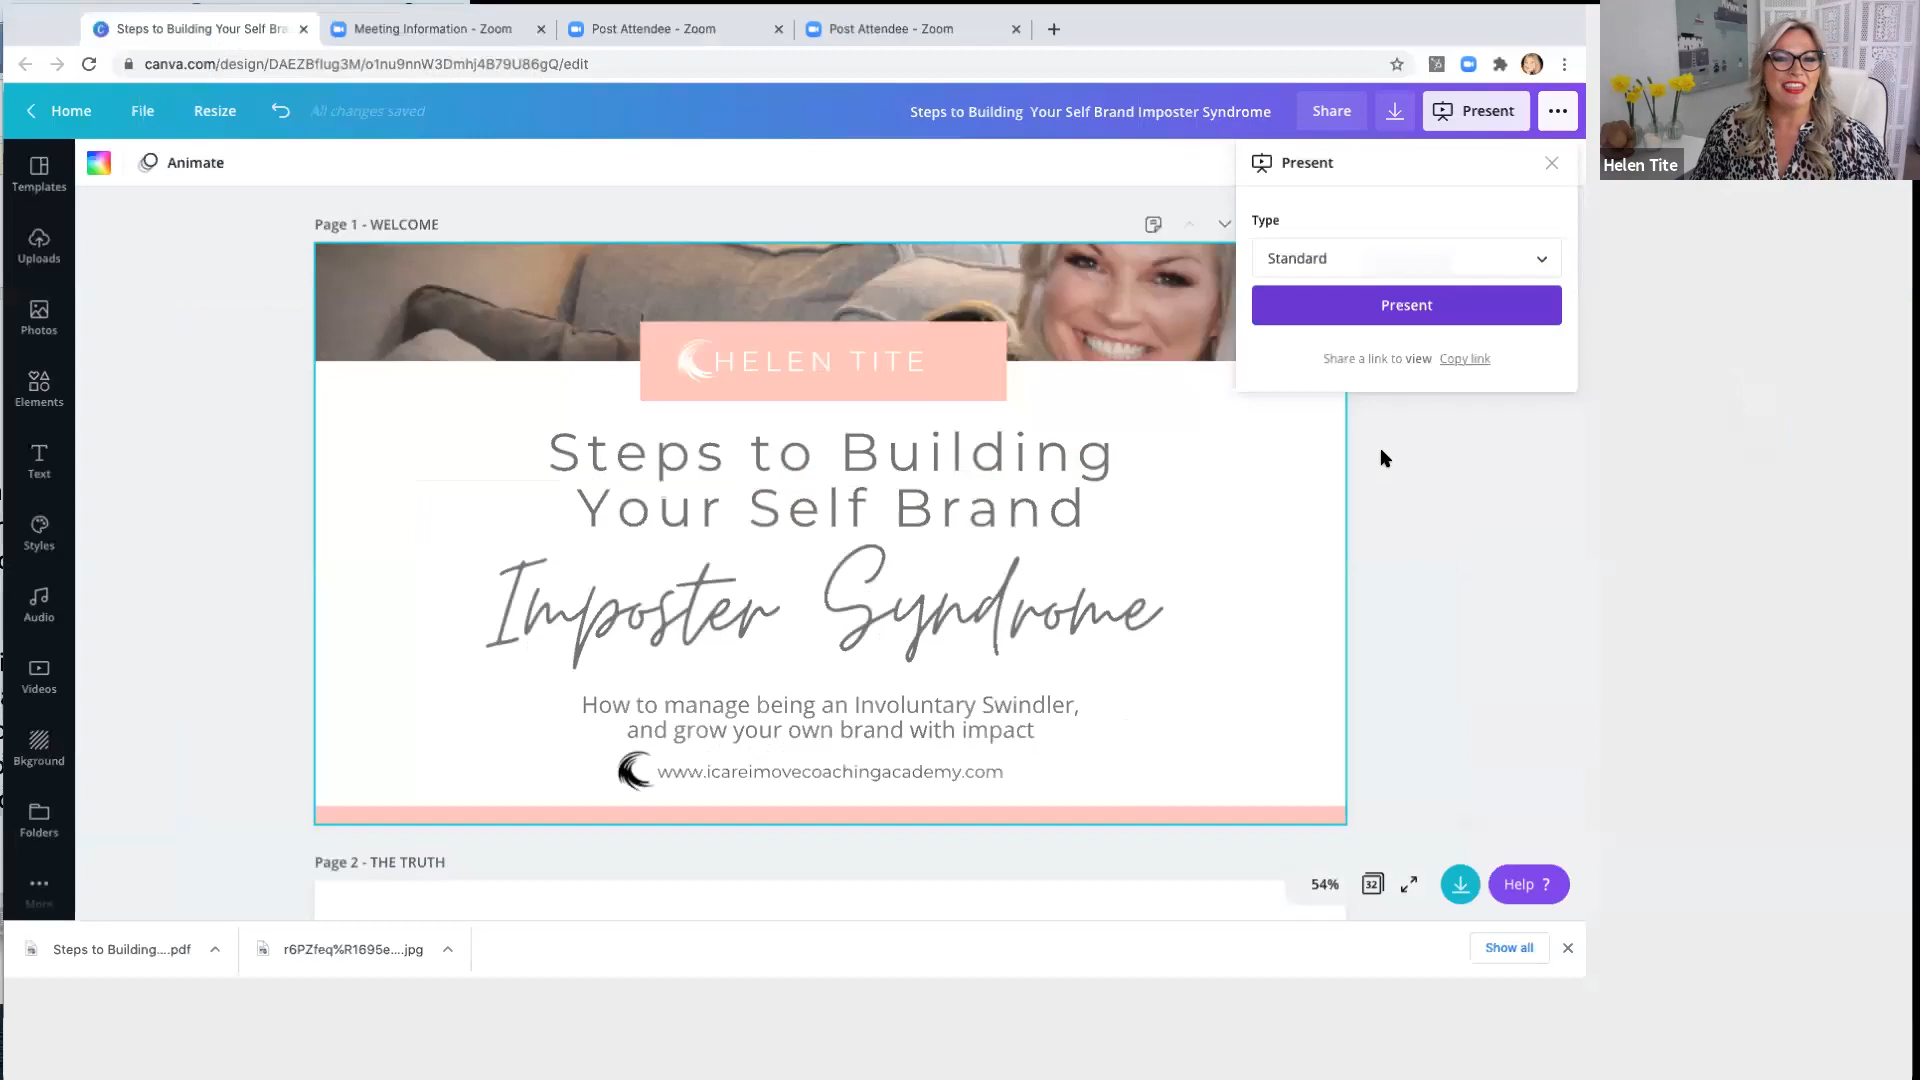 Steps to Building Your Self Bra
Meeting Information - Zoom
Post Attendee - Zoom
Post Attendee - Zoom
canva.com/design/DAEZBfIug3M/o1nu9nnW3Dmhj4B79U86gQ/edit
Home
File
Resize
All changes saved
Steps to Building Your Self Brand Imposter Syndrome
Share
Present
Helen Tite
Templates
Uploads
Photos
Elements
Text
Styles
Audio
Videos
Bkground
Folders
More
Animate
Present
Type
Standard
Present
Share a link to view Copy link
Page 1 - WELCOME
HELEN TITE
Steps to Building
Your Self Brand
Imposter Syndrome
How to manage being an Involuntary Swindler,
and grow your own brand with impact
www.icareimovecoachingacademy.com
Page 2 - THE TRUTH
54%
32
Help ?
Steps to Building....pdf
r6PZfeq%R1695e....jpg
Show all